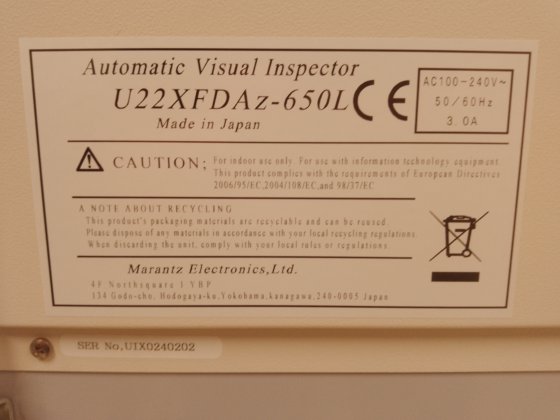 Automatic Visual Inspector
U22XFDAz-650L CE
Made in Japan
AC100-240V~
50/60Hz
3.0A
CAUTION; For indoor use only. For use with information technology equipment.
This product complies with the requirements of European Directives
2006/95/EC,2004/108/EC,and 98/37/EC
A NOTE ABOUT RECYCLING
This product's packaging materials are recyclable and can be reused.
Please dispose of any materials in accordance with your local recycling regulations.
When discarding the unit, comply with your local rules or regulations.
Marantz Electronics,Ltd.
4F Northsquare 1 YBP
134 Godo-cho, Hodogaya-ku,Yokohama,kanagawa,240-0005 Japan
SER No,UIX0240202